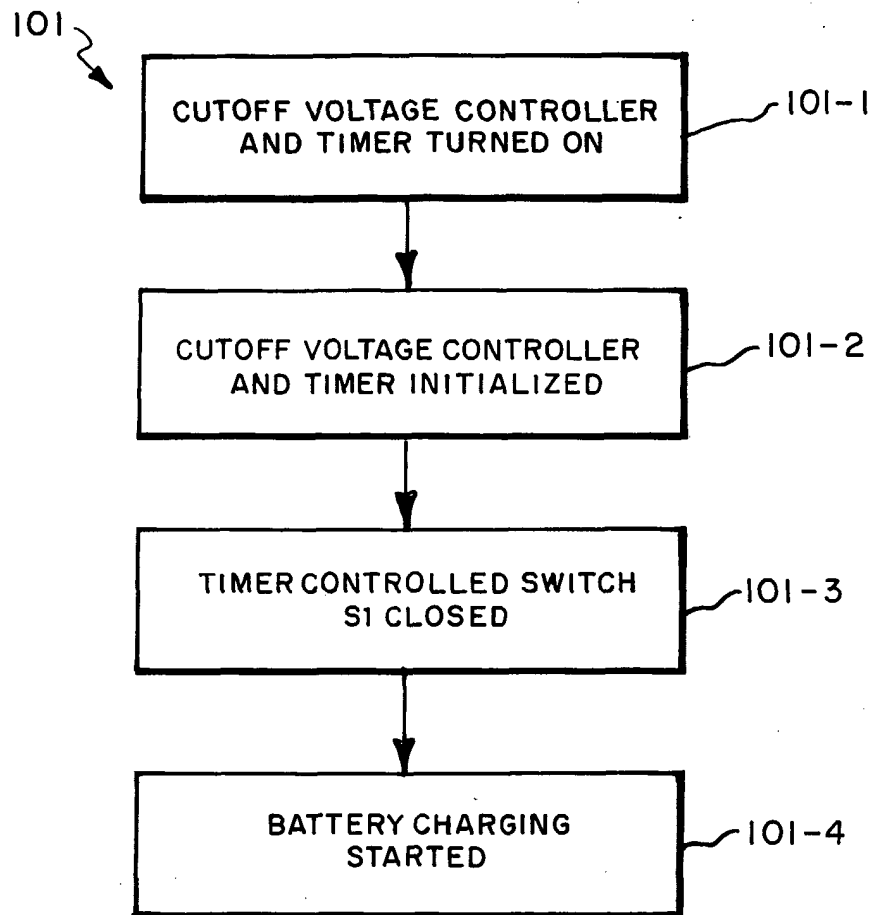 101
CUTOFF VOLTAGE CONTROLLER
AND TIMER TURNED ON
101-1
CUTOFF VOLTAGE CONTROLLER
AND TIMER INITIALIZED
101-2
TIMER CONTROLLED SWITCH
S1 CLOSED
101-3
BATTERY CHARGING
STARTED
101-4